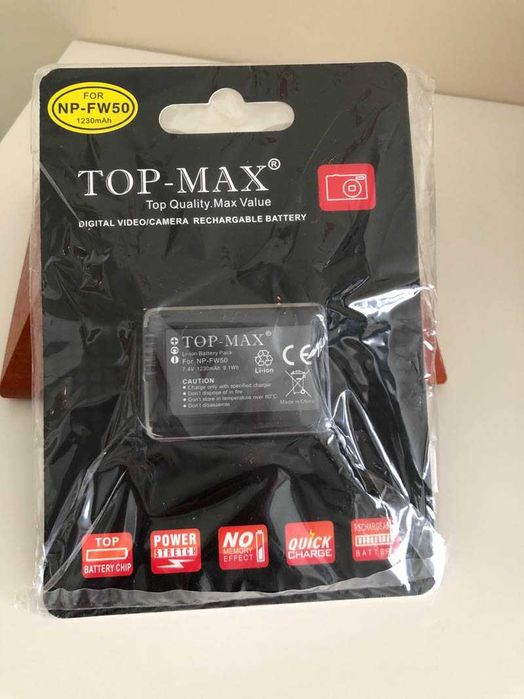 FOR
NP-FW50
1230mAh
TOP-MAX®
Top Quality.Max Value
DIGITAL VIDEO/CAMERA RECHARGABLE BATTERY
TOP-MAX®
Li-ion Battery Pack
For NP-FW50
7.4V 1230mAh 9.1Wh
Li-ion
CE
CAUTION
Charge only with specified charger
Don't dispose of in fire
Don't store in temperature over 60°C
Don't disassemble
Made in China
TOP
BATTERY CHIP
POWER
STRETCH
NO
MEMORY
EFFECT
QUICK
CHARGE
RECHARGEABLE
BATTERY